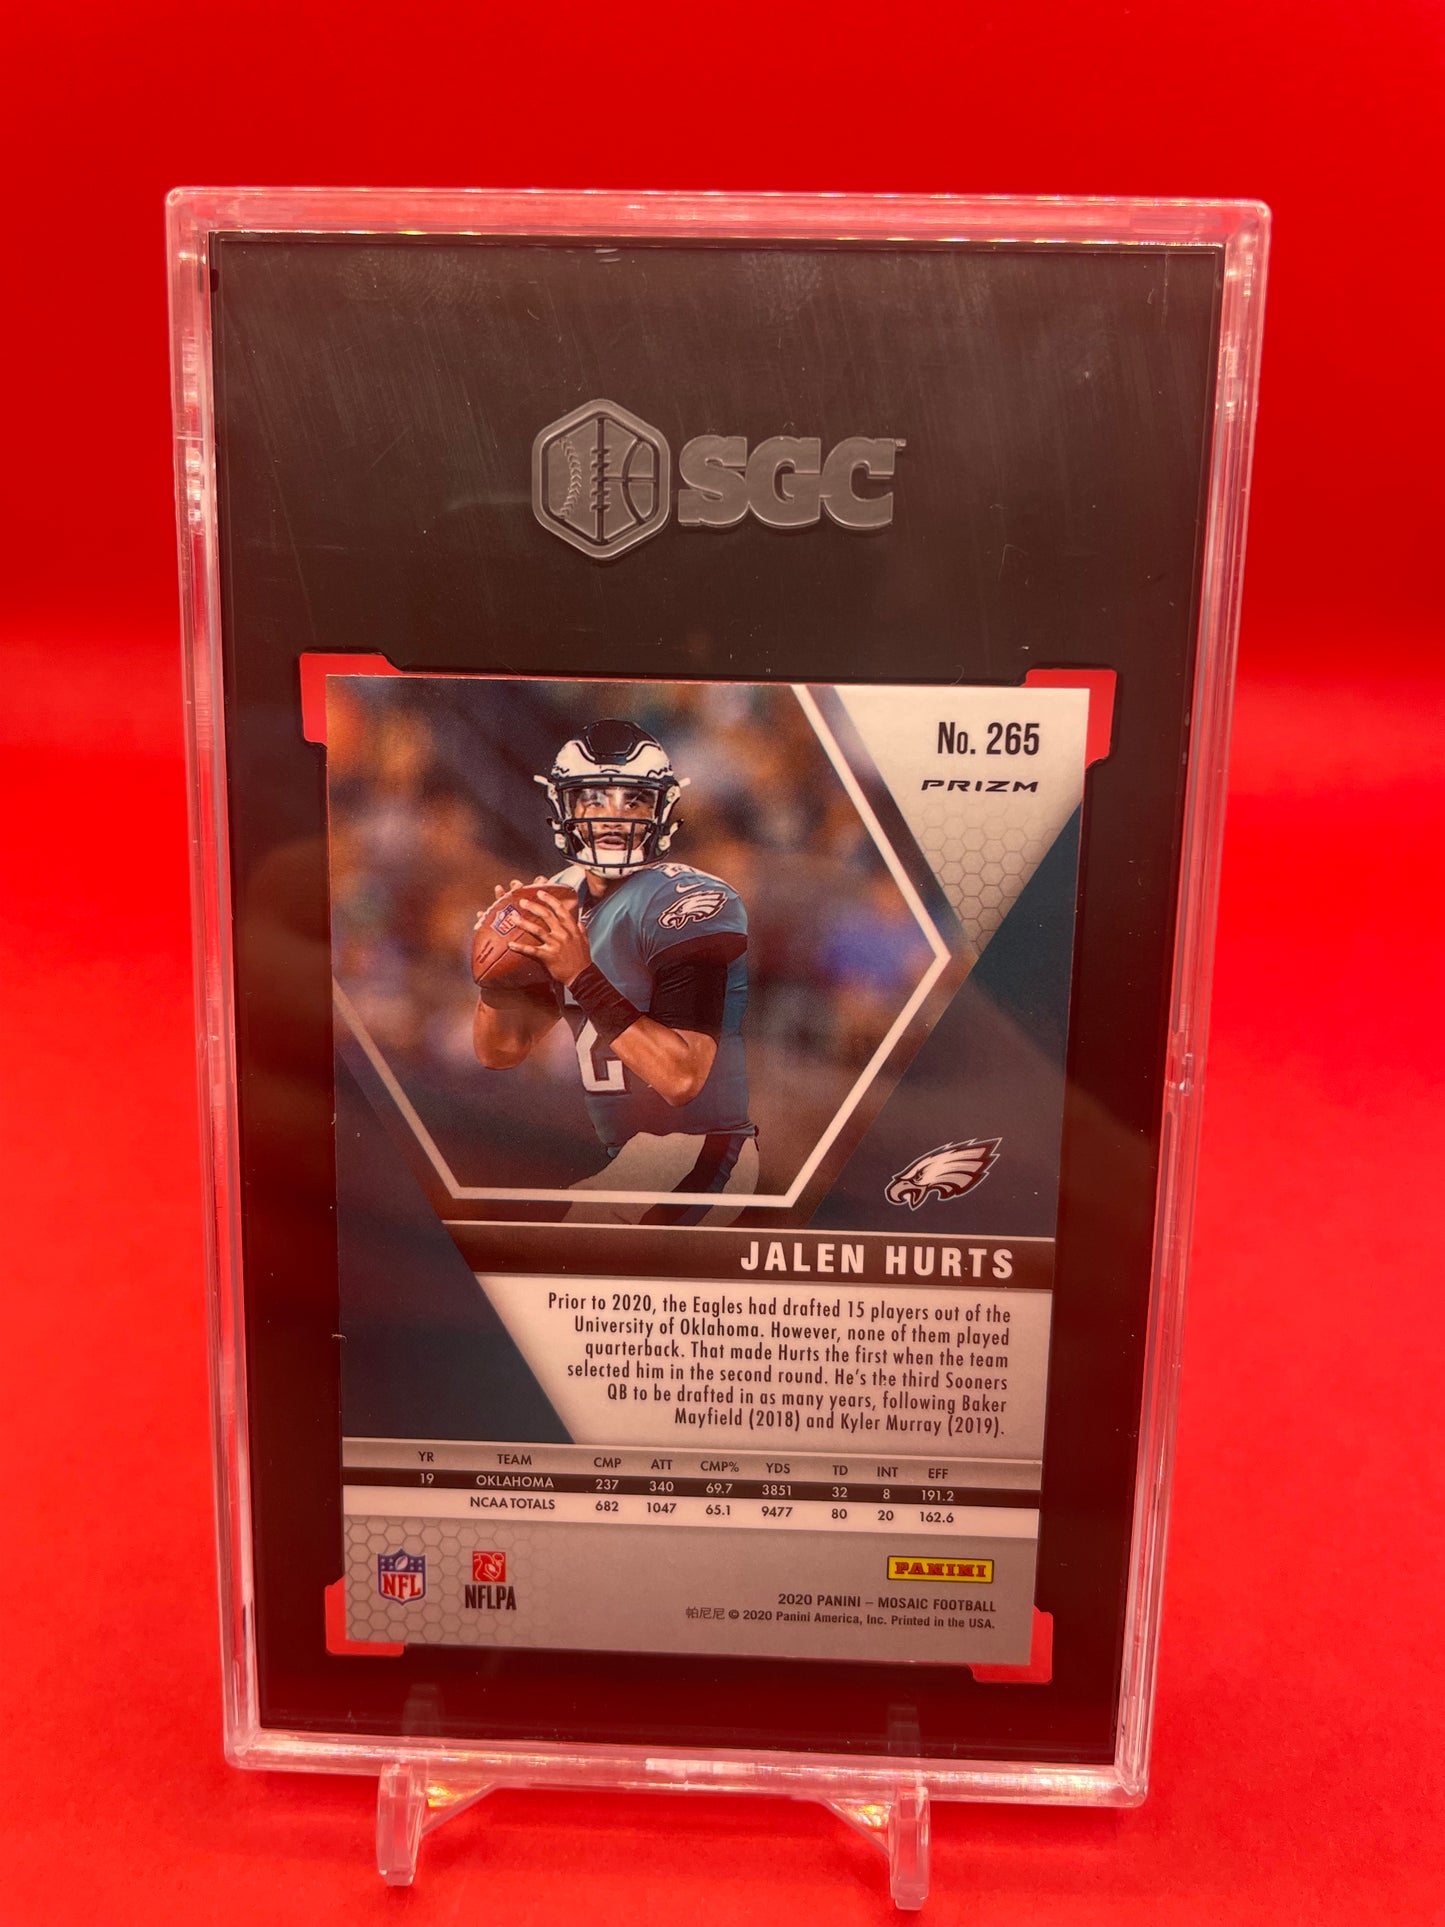 SGC
No. 265
PRIZM
2
JALEN HURTS
Prior to 2020, the Eagles had drafted 15 players out of the
University of Oklahoma. However, none of them played
quarterback. That made Hurts the first when the team
selected him in the second round. He's the third Sooners
QB to be drafted in as many years, following Baker
Mayfield (2018) and Kyler Murray (2019).
YR TEAM CMP ATT CMP% YDS TD INT EFF
19 OKLAHOMA 237 340 69.7 3851 32 8 191.2
NCAA TOTALS 682 1047 65.1 9477 80 20 162.6
NFL
NFLPA
PANINI
2020 PANINI – MOSAIC FOOTBALL
帕尼尼 © 2020 Panini America, Inc. Printed in the USA.